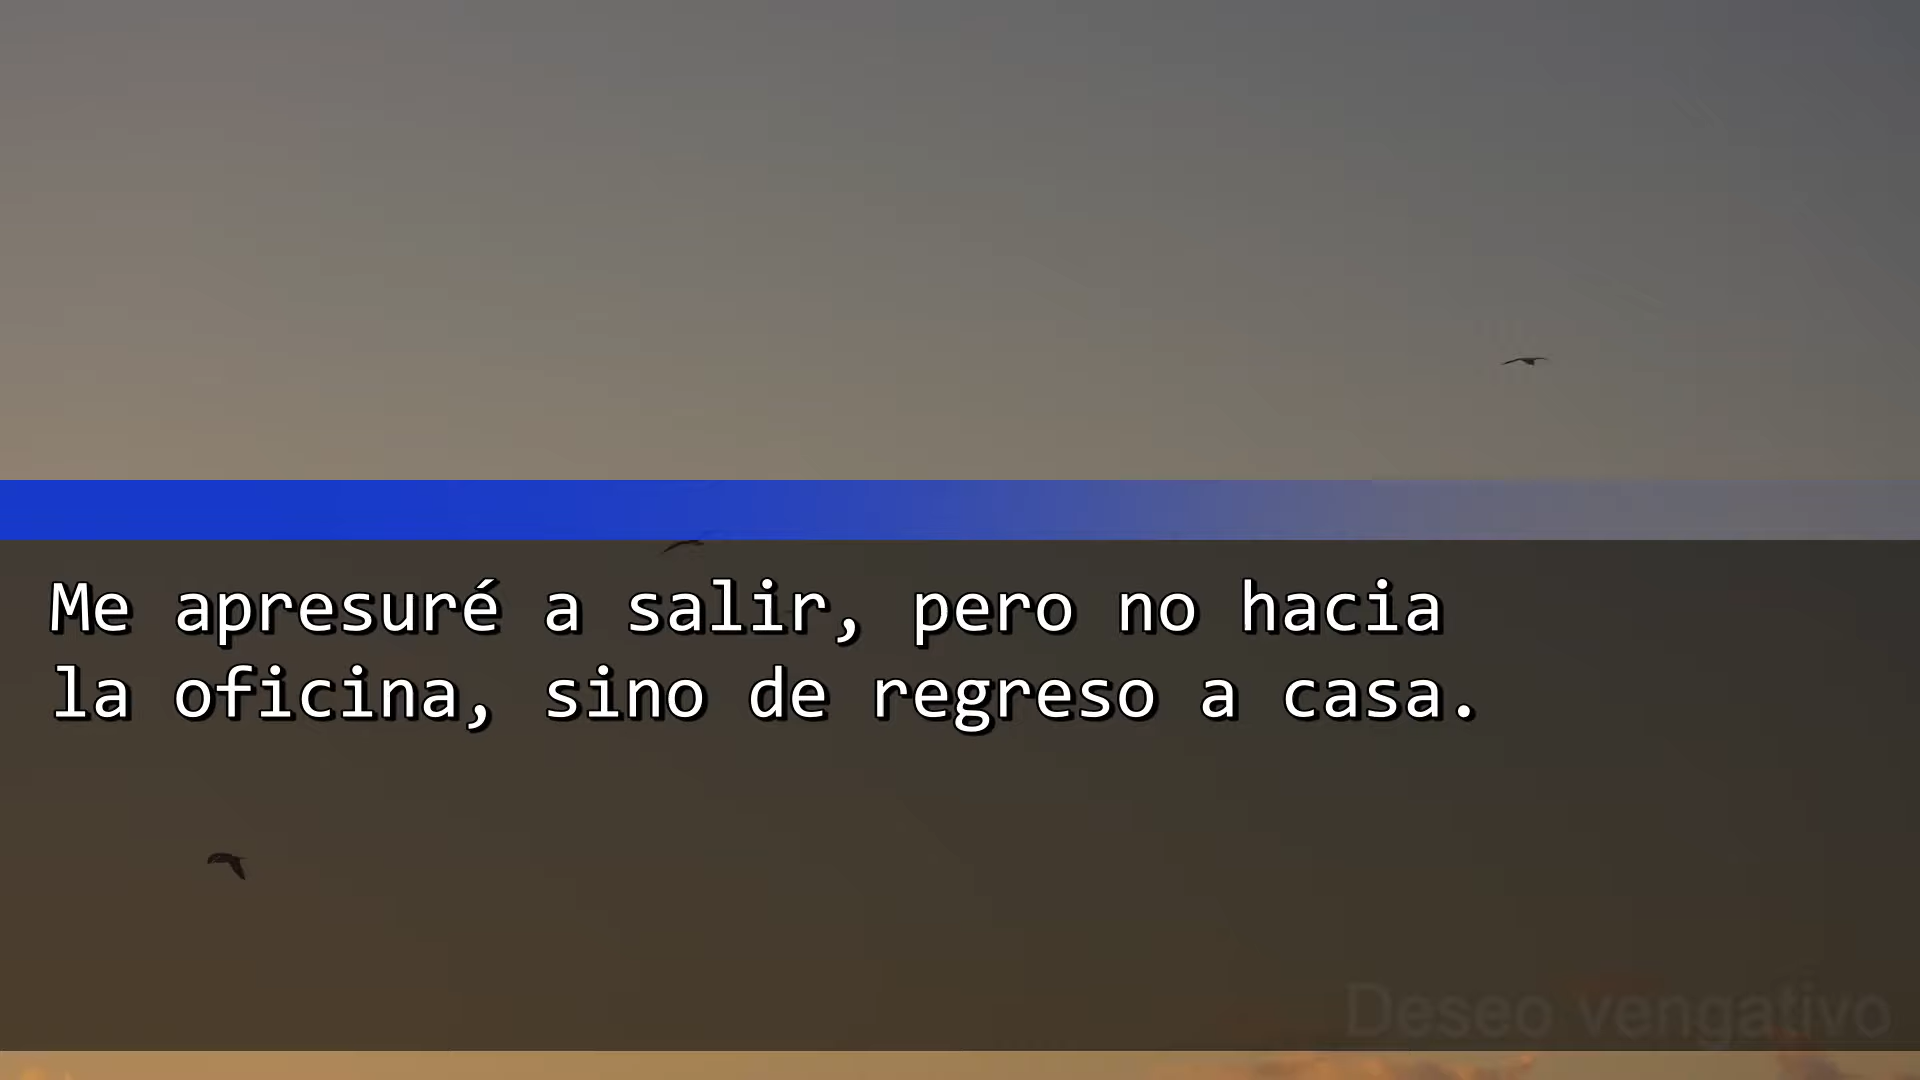 Me apresuré a salir, pero no hacia
la oficina, sino de regreso a casa.
Deseo vengativo